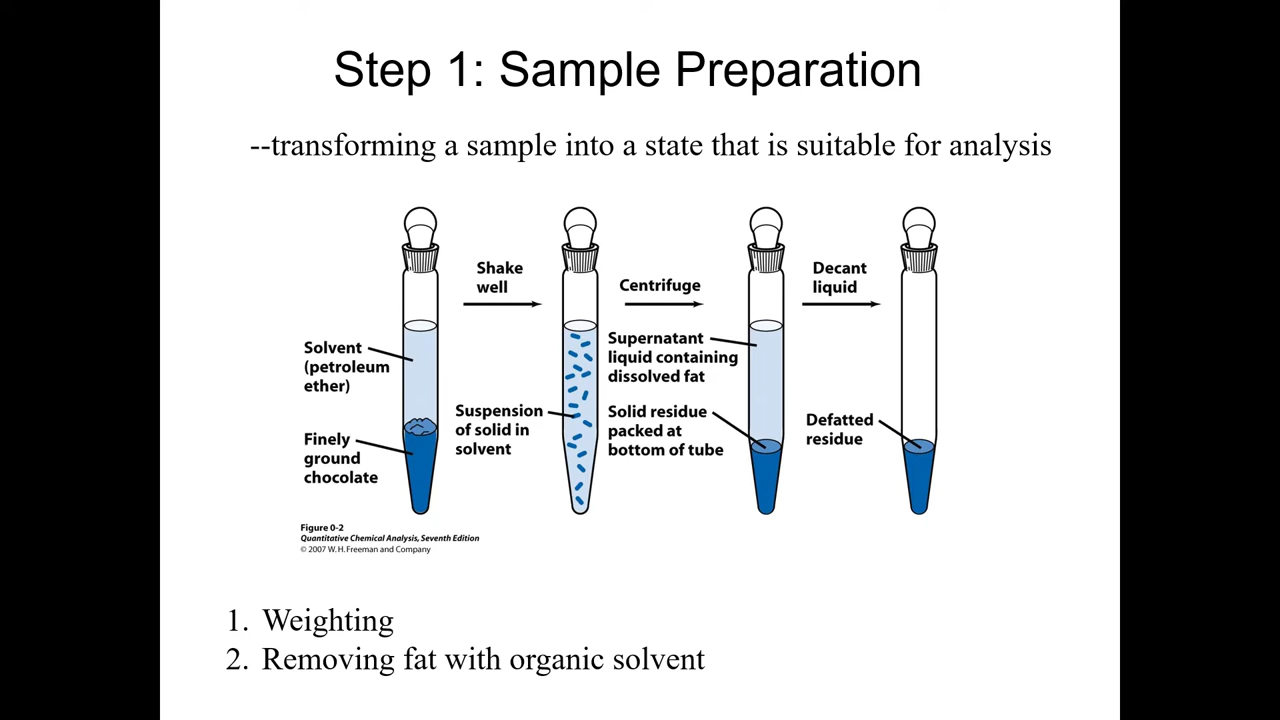 Step 1: Sample Preparation
--transforming a sample into a state that is suitable for analysis
Shake
well
Centrifuge
Decant
liquid
Solvent
(petroleum
ether)
Finely
ground
chocolate
Suspension
of solid in
solvent
Supernatant
liquid containing
dissolved fat
Solid residue
packed at
bottom of tube
Defatted
residue
Figure 0-2
Quantitative Chemical Analysis, Seventh Edition
© 2007 W. H. Freeman and Company
1. Weighting
2. Removing fat with organic solvent